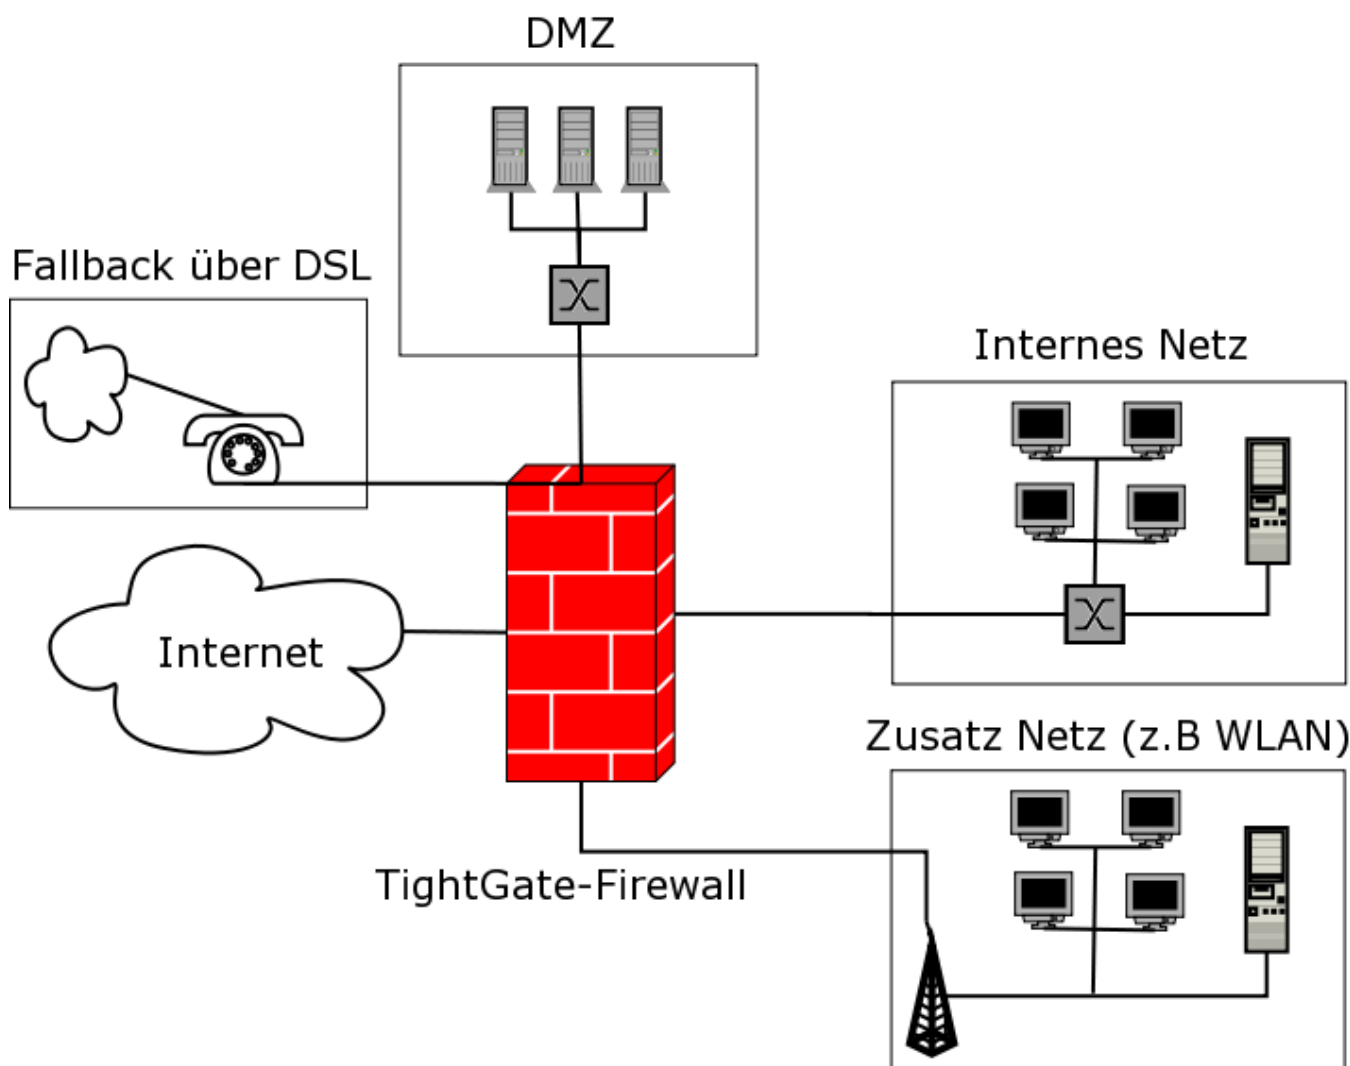 DMZ
Fallback über DSL
Internes Netz
Internet
Zusatz Netz (z.B WLAN)
TightGate-Firewall